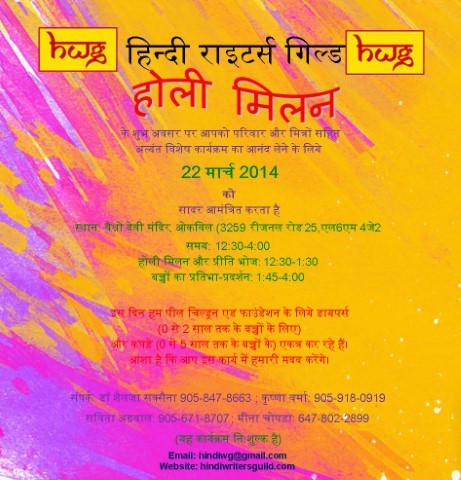 hwg हिन्दी राइटर्स गिल्ड hwg
होली मिलन
के शुभ अवसर पर आपको परिवार और मित्रों सहित
अत्यंत विशेष कार्यक्रम का आनंद लेने के लिये
22 मार्च 2014
को
सादर आमंत्रित करता है
स्थान: वैश्नो देवी मंदिर, ओकविल (3259 रीजनल रोड 25,एल6एम 4जे2
समय: 12:30-4:00
होली मिलन और प्रीति भोज: 12:30-1:30
बच्चों का प्रतिभा-प्रदर्शन: 1:45-4:00
इस दिन हम पील चिल्ड्रन एड फाउंडेशन के लिये डायपर्स
(0 से 2 साल तक के बच्चों के लिए)
और कपड़े (0 से 5 साल तक के बच्चों के) एकत्र कर रहे हैं।
आशा है कि आप इस कार्य में हमारी मदद करेंगे।
संपर्क: डॉ शैलजा सक्सैना 905-847-8663 ; कृष्णा वर्मा: 905-918-0919
सविता अग्रवाल: 905-671-8707 ; मीना चोपड़ा: 647-802-2899
(यह कार्यक्रम निःशुल्क है)
Email: hindiwg@gmail.com
Website: hindiwritersguild.com